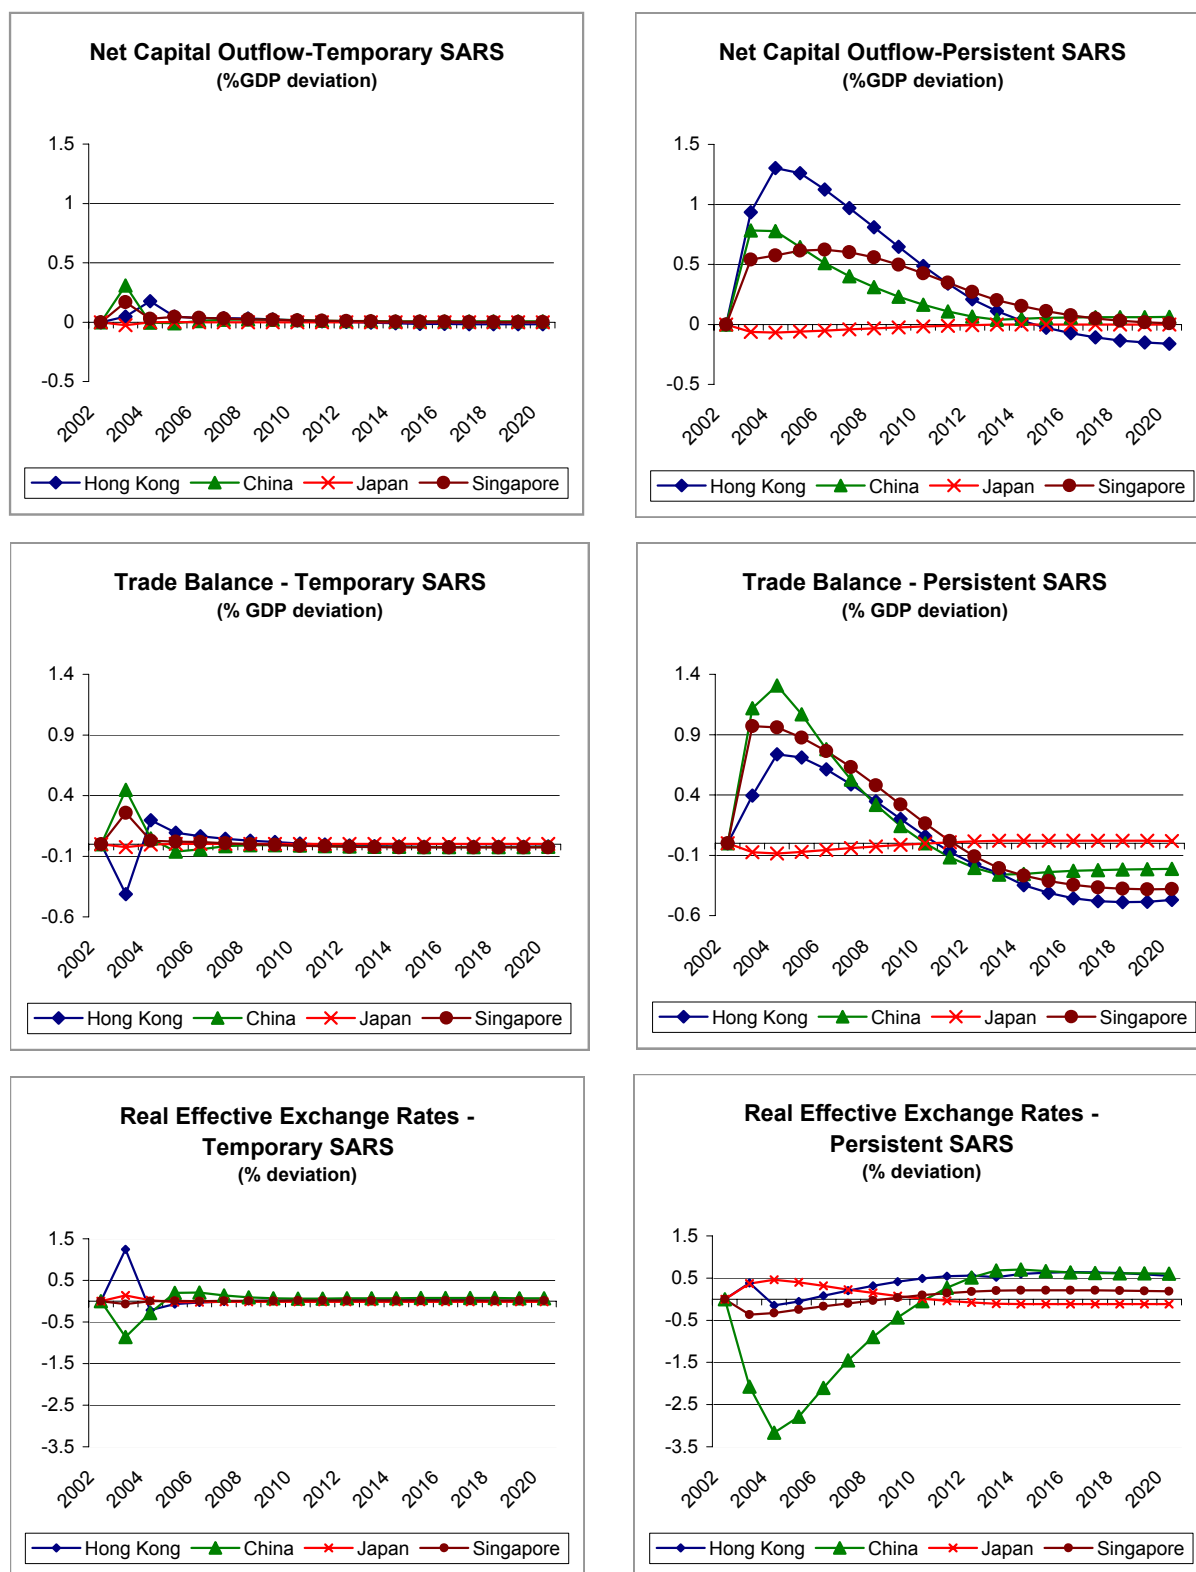 Net Capital Outflow-Temporary SARS
(%GDP deviation)
1.5
1
0.5
0
-0.5
2002 2004 2006 2008 2010 2012 2014 2016 2018 2020
Hong Kong China Japan Singapore
Net Capital Outflow-Persistent SARS
(%GDP deviation)
1.5
1
0.5
0
-0.5
2002 2004 2006 2008 2010 2012 2014 2016 2018 2020
Hong Kong China Japan Singapore
Trade Balance - Temporary SARS
(% GDP deviation)
1.4
0.9
0.4
-0.1
-0.6
2002 2004 2006 2008 2010 2012 2014 2016 2018 2020
Hong Kong China Japan Singapore
Trade Balance - Persistent SARS
(% GDP deviation)
1.4
0.9
0.4
-0.1
-0.6
2002 2004 2006 2008 2010 2012 2014 2016 2018 2020
Hong Kong China Japan Singapore
Real Effective Exchange Rates -
Temporary SARS
(% deviation)
1.5
0.5
-0.5
-1.5
-2.5
-3.5
2002 2004 2006 2008 2010 2012 2014 2016 2018 2020
Hong Kong China Japan Singapore
Real Effective Exchange Rates -
Persistent SARS
(% deviation)
1.5
0.5
-0.5
-1.5
-2.5
-3.5
2002 2004 2006 2008 2010 2012 2014 2016 2018 2020
Hong Kong China Japan Singapore